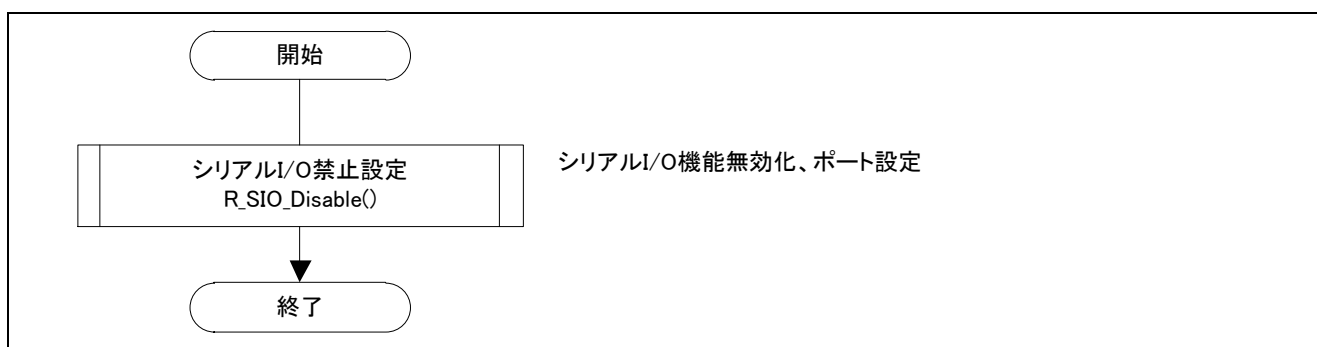 開始
シリアルI/O禁止設定
R_SIO_Disable()
シリアルI/O機能無効化、ポート設定
終了